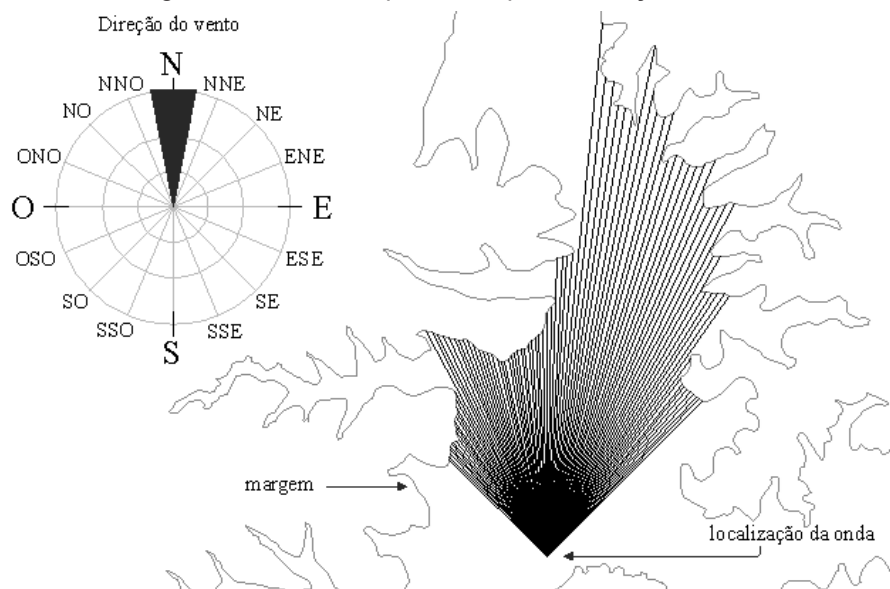 Direção do vento
N
NNO
NNE
NO
NE
ONO
ENE
O
E
OSO
ESE
SO
SE
SSO
SSE
S
margem
localização da onda